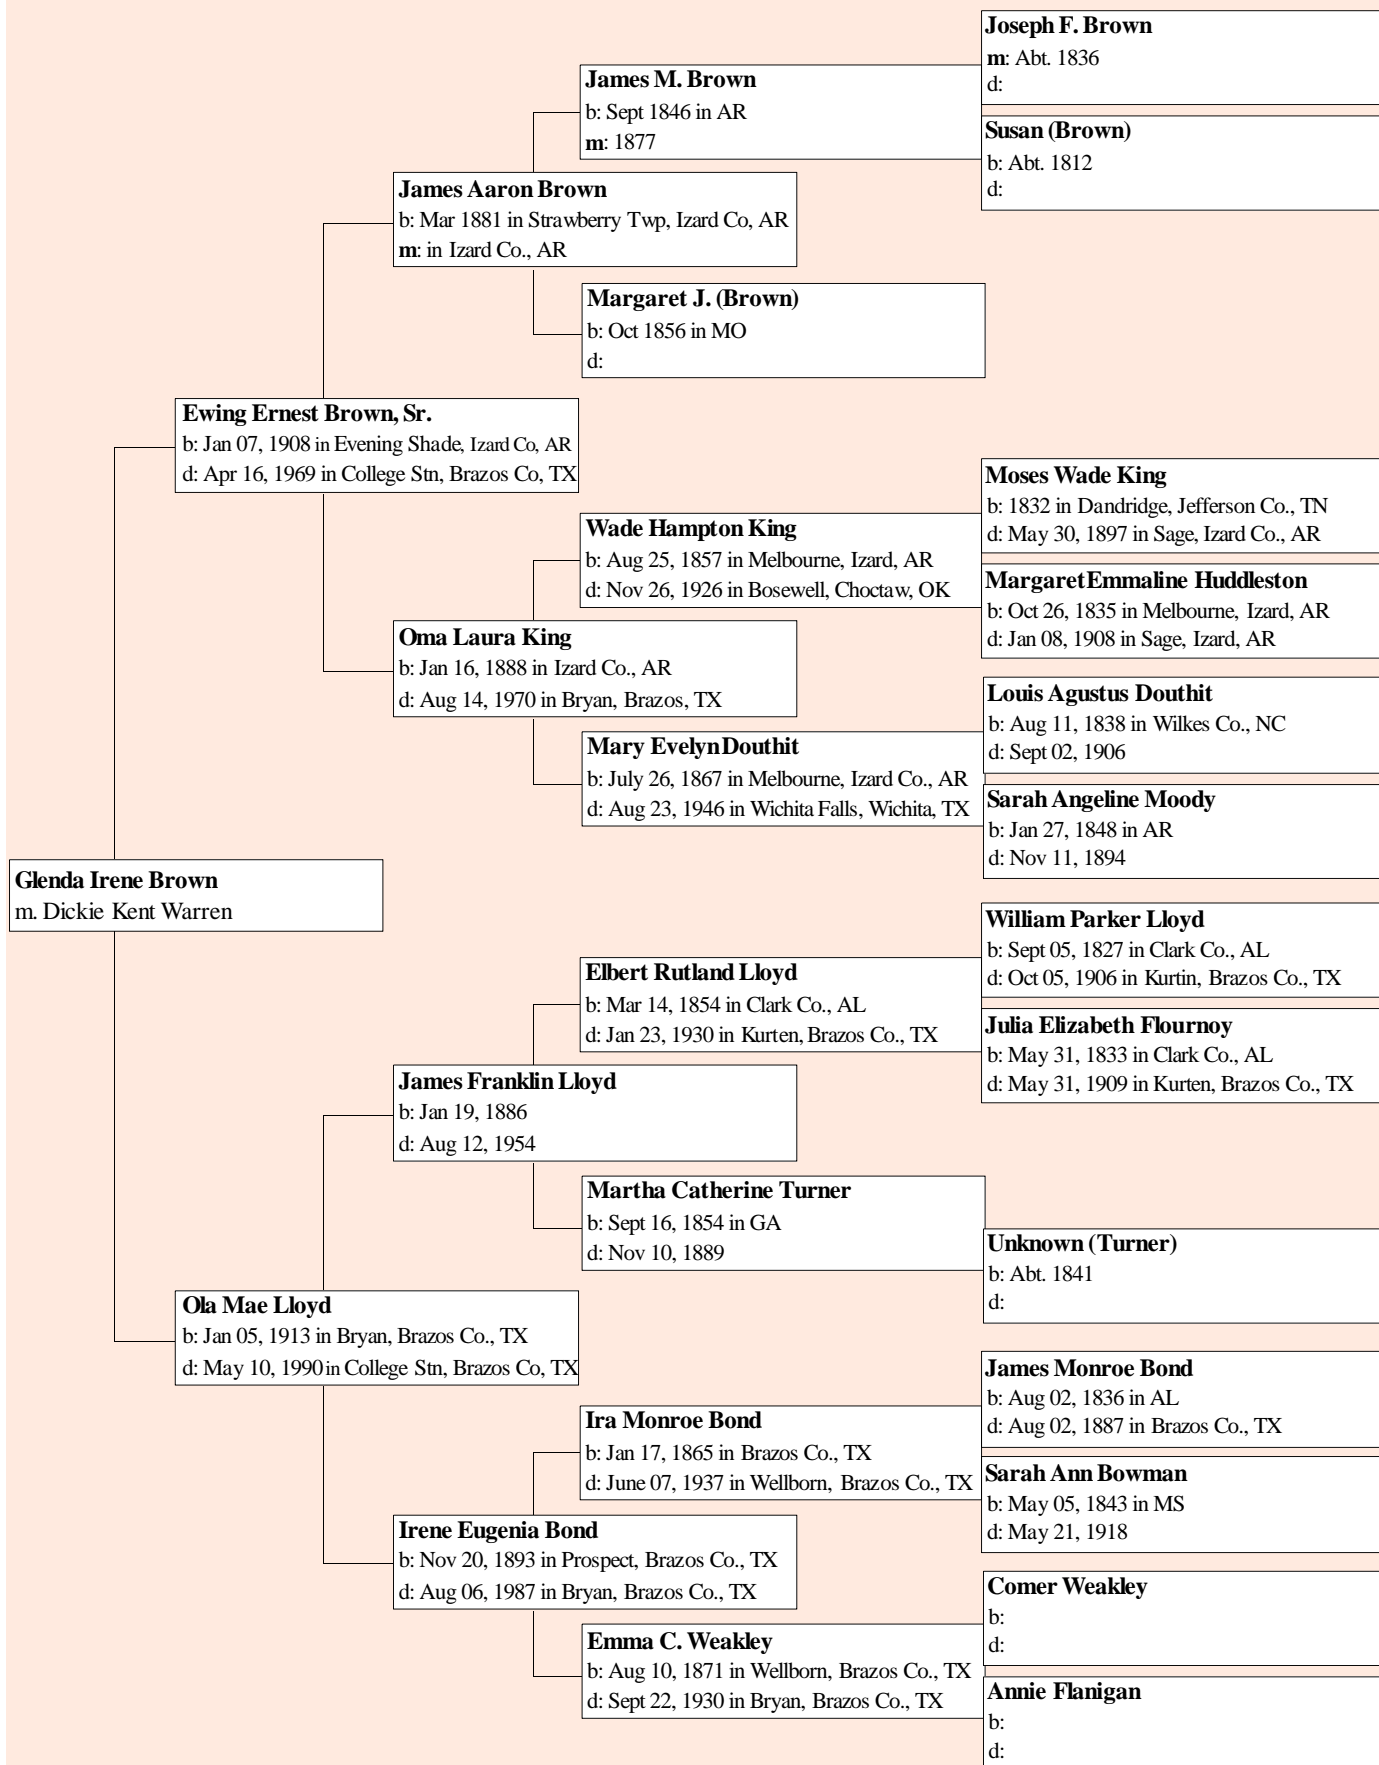 Joseph F. Brown
m: Abt. 1836
d:
James M. Brown
b: Sept 1846 in AR
m: 1877
Susan (Brown)
b: Abt. 1812
d:
James Aaron Brown
b: Mar 1881 in Strawberry Twp, Izard Co, AR
m: in Izard Co., AR
Margaret J. (Brown)
b: Oct 1856 in MO
d:
Ewing Ernest Brown, Sr.
b: Jan 07, 1908 in Evening Shade, Izard Co, AR
d: Apr 16, 1969 in College Stn, Brazos Co, TX
Moses Wade King
b: 1832 in Dandridge, Jefferson Co., TN
d: May 30, 1897 in Sage, Izard Co., AR
Wade Hampton King
b: Aug 25, 1857 in Melbourne, Izard, AR
d: Nov 26, 1926 in Bosewell, Choctaw, OK
Margaret Emmaline Huddleston
b: Oct 26, 1835 in Melbourne, Izard, AR
d: Jan 08, 1908 in Sage, Izard, AR
Oma Laura King
b: Jan 16, 1888 in Izard Co., AR
d: Aug 14, 1970 in Bryan, Brazos, TX
Louis Agustus Douthit
b: Aug 11, 1838 in Wilkes Co., NC
d: Sept 02, 1906
Mary Evelyn Douthit
b: July 26, 1867 in Melbourne, Izard Co., AR
d: Aug 23, 1946 in Wichita Falls, Wichita, TX
Sarah Angeline Moody
b: Jan 27, 1848 in AR
d: Nov 11, 1894
Glenda Irene Brown
m. Dickie Kent Warren
William Parker Lloyd
b: Sept 05, 1827 in Clark Co., AL
d: Oct 05, 1906 in Kurtin, Brazos Co., TX
Elbert Rutland Lloyd
b: Mar 14, 1854 in Clark Co., AL
d: Jan 23, 1930 in Kurten, Brazos Co., TX
Julia Elizabeth Flournoy
b: May 31, 1833 in Clark Co., AL
d: May 31, 1909 in Kurten, Brazos Co., TX
James Franklin Lloyd
b: Jan 19, 1886
d: Aug 12, 1954
Martha Catherine Turner
b: Sept 16, 1854 in GA
d: Nov 10, 1889
Unknown (Turner)
b: Abt. 1841
d:
Ola Mae Lloyd
b: Jan 05, 1913 in Bryan, Brazos Co., TX
d: May 10, 1990 in College Stn, Brazos Co, TX
James Monroe Bond
b: Aug 02, 1836 in AL
d: Aug 02, 1887 in Brazos Co., TX
Ira Monroe Bond
b: Jan 17, 1865 in Brazos Co., TX
d: June 07, 1937 in Wellborn, Brazos Co., TX
Sarah Ann Bowman
b: May 05, 1843 in MS
d: May 21, 1918
Irene Eugenia Bond
b: Nov 20, 1893 in Prospect, Brazos Co., TX
d: Aug 06, 1987 in Bryan, Brazos Co., TX
Comer Weakley
b:
d:
Emma C. Weakley
b: Aug 10, 1871 in Wellborn, Brazos Co., TX
d: Sept 22, 1930 in Bryan, Brazos Co., TX
Annie Flanigan
b:
d: